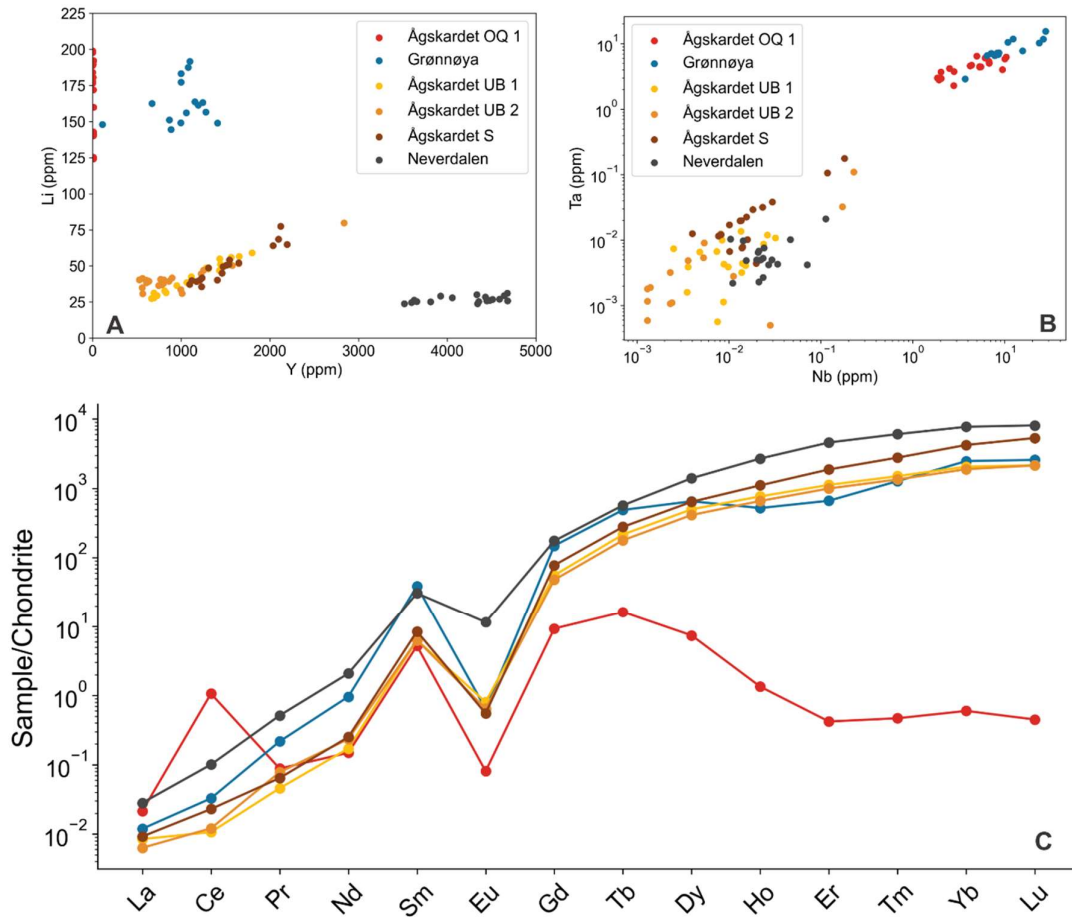 225
200
175
150
125
100
75
50
25
0
Li (ppm)
Ågskardet OQ 1
Grønnøya
Ågskardet UB 1
Ågskardet UB 2
Ågskardet S
Neverdalen
A
0
1000
2000
3000
4000
5000
Y (ppm)
10¹
10⁰
10⁻¹
10⁻²
10⁻³
Ta (ppm)
Ågskardet OQ 1
Grønnøya
Ågskardet UB 1
Ågskardet UB 2
Ågskardet S
Neverdalen
B
10⁻³
10⁻²
10⁻¹
10⁰
10¹
Nb (ppm)
10⁴
10³
10²
10¹
10⁰
10⁻¹
10⁻²
Sample/Chondrite
C
La
Ce
Pr
Nd
Sm
Eu
Gd
Tb
Dy
Ho
Er
Tm
Yb
Lu